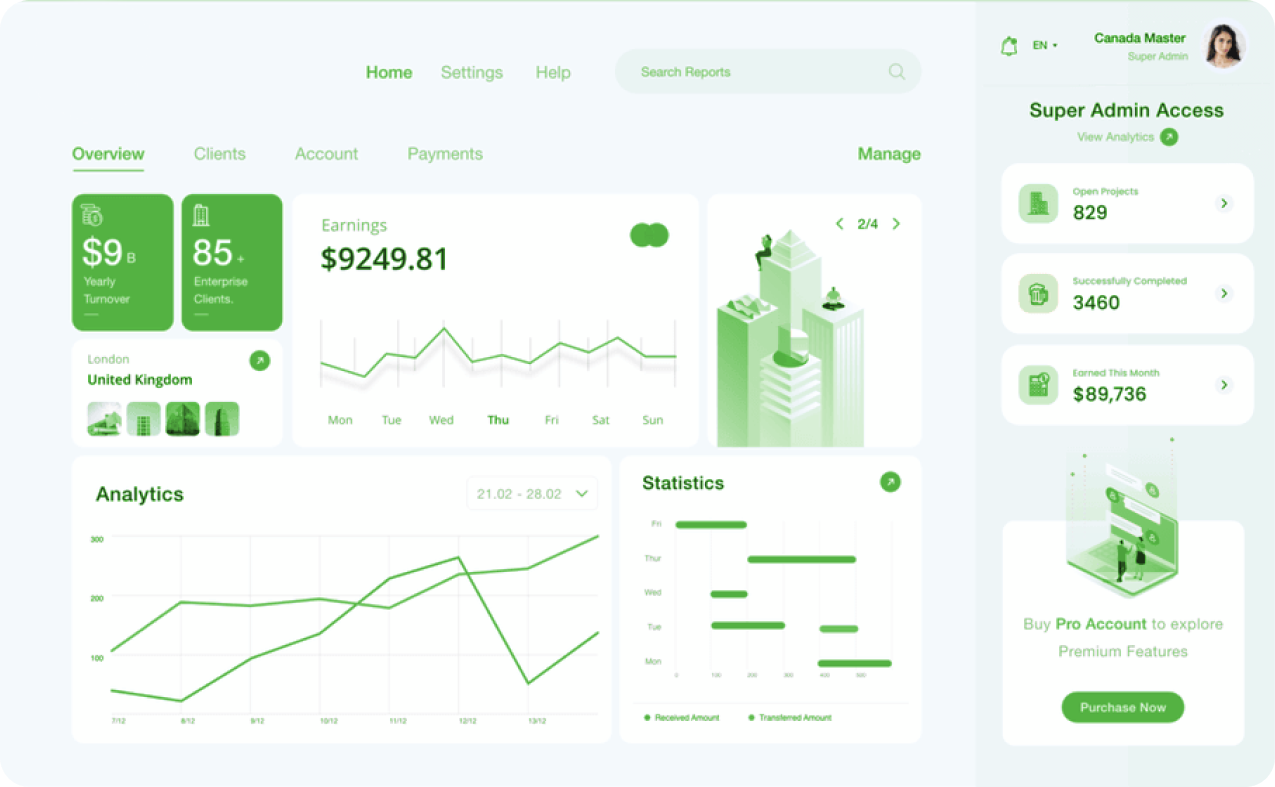 Home
Settings
Help
Search Reports
EN
Canada Master
Super Admin
Overview
Clients
Account
Payments
Manage
$9 B
Yearly
Turnover
85 +
Enterprise
Clients.
London
United Kingdom
Earnings
$9249.81
Mon
Tue
Wed
Thu
Fri
Sat
Sun
2/4
Analytics
21.02 - 28.02
300
200
100
7/12
8/12
9/12
10/12
11/12
12/12
13/12
Statistics
Fri
Thur
Wed
Tue
Mon
0
100
200
300
400
500
Received Amount
Transferred Amount
Super Admin Access
View Analytics
Open Projects
829
Successfully Completed
3460
Earned This Month
$89,736
Buy Pro Account to explore
Premium Features
Purchase Now